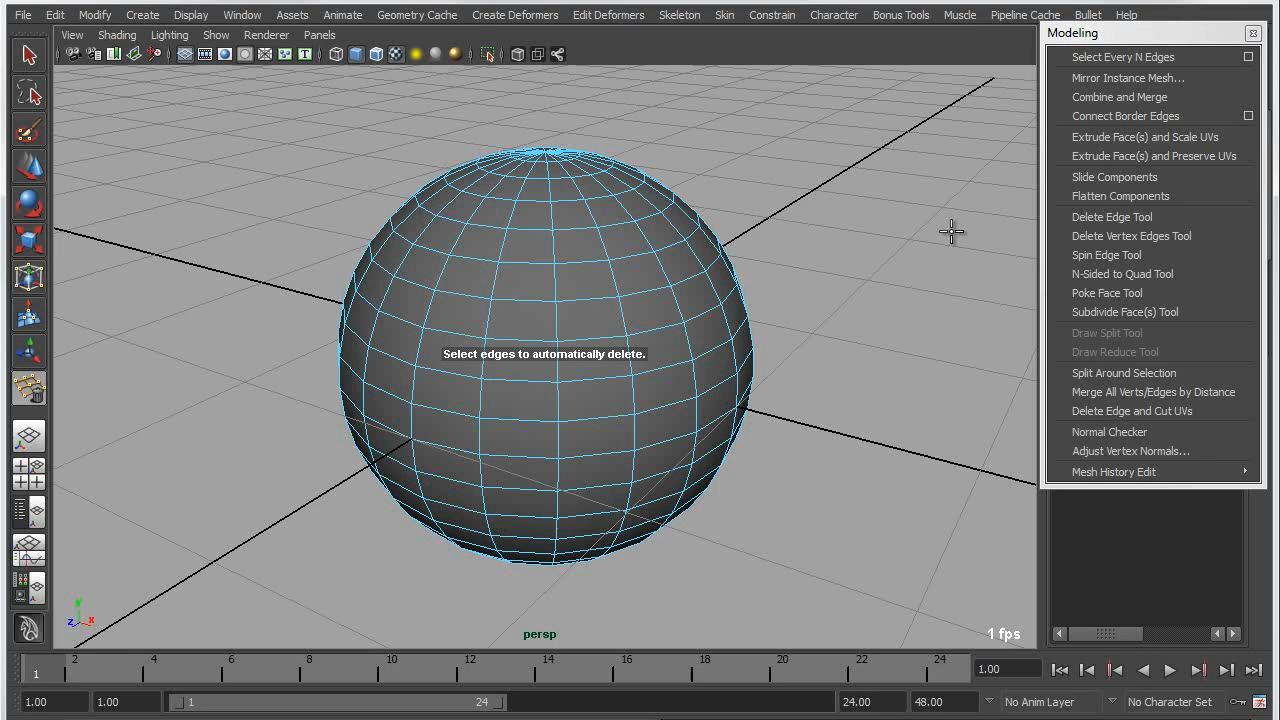 File Edit Modify Create Display Window Assets Animate Geometry Cache Create Deformers Edit Deformers Skeleton Skin Constrain Character Bonus Tools Muscle Pipeline Cache Bullet Help
View Shading Lighting Show Renderer Panels
Modeling
Select Every N Edges
Mirror Instance Mesh...
Combine and Merge
Connect Border Edges
Extrude Face(s) and Scale UVs
Extrude Face(s) and Preserve UVs
Slide Components
Flatten Components
Delete Edge Tool
Delete Vertex Edges Tool
Spin Edge Tool
N-Sided to Quad Tool
Poke Face Tool
Subdivide Face(s) Tool
Draw Split Tool
Draw Reduce Tool
Split Around Selection
Merge All Verts/Edges by Distance
Delete Edge and Cut UVs
Normal Checker
Adjust Vertex Normals...
Mesh History Edit
T
Select edges to automatically delete.
y
z x
persp
1 fps
1 2 4 6 8 10 12 14 16 18 20 22 24 1.00
1.00 1.00 1 24 24.00 48.00 No Anim Layer No Character Set